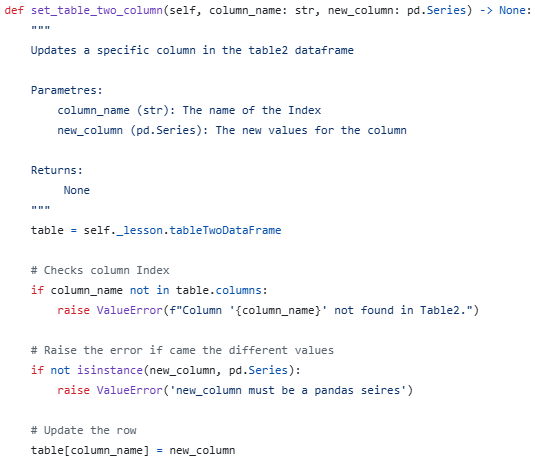 def set_table_two_column(self, column_name: str, new_column: pd.Series) -> None:
    """
    Updates a specific column in the table2 dataframe

    Parametres:
        column_name (str): The name of the Index
        new_column (pd.Series): The new values for the column

    Returns:
         None
    """
    table = self._lesson.tableTwoDataFrame

    # Checks column Index
    if column_name not in table.columns:
        raise ValueError(f"Column '{column_name}' not found in Table2.")

    # Raise the error if came the different values
    if not isinstance(new_column, pd.Series):
        raise ValueError('new_column must be a pandas seires')

    # Update the row
    table[column_name] = new_column